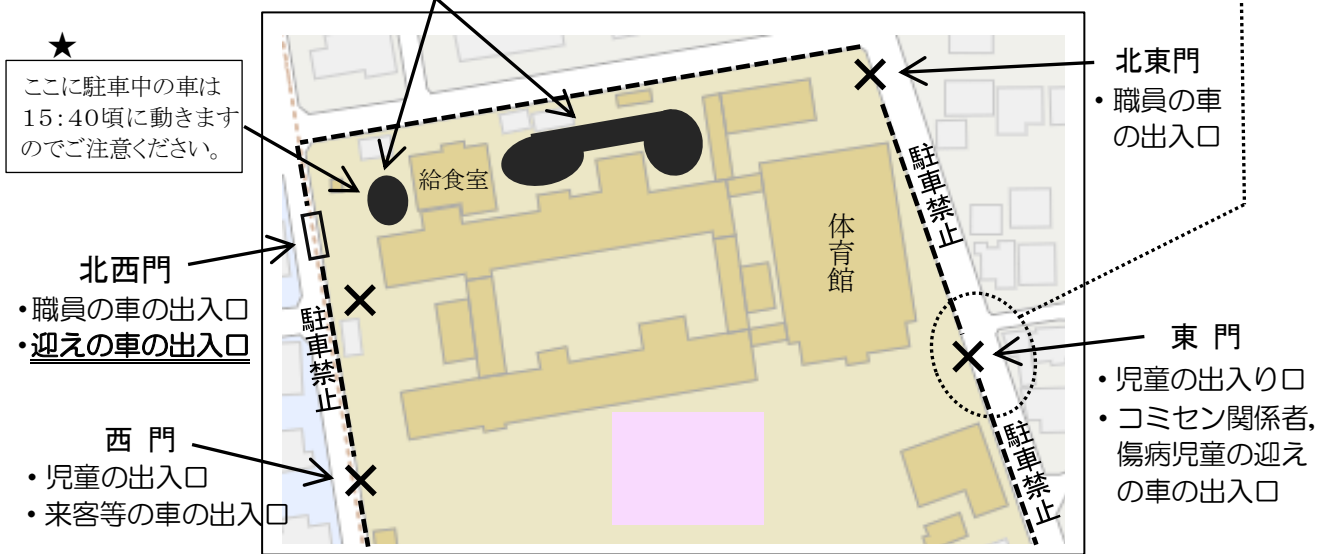 ★
ここに駐車中の車は
15：40頃に動きます
のでご注意ください。
北東門
・職員の車
の出入口
給食室
体育館
駐車禁止
北西門
・職員の車の出入口
・迎えの車の出入口
駐車禁止
東 門
・児童の出入り口
・コミセン関係者，
傷病児童の迎え
の車の出入口
駐車禁止
西 門
・児童の出入口
・来客等の車の出入口